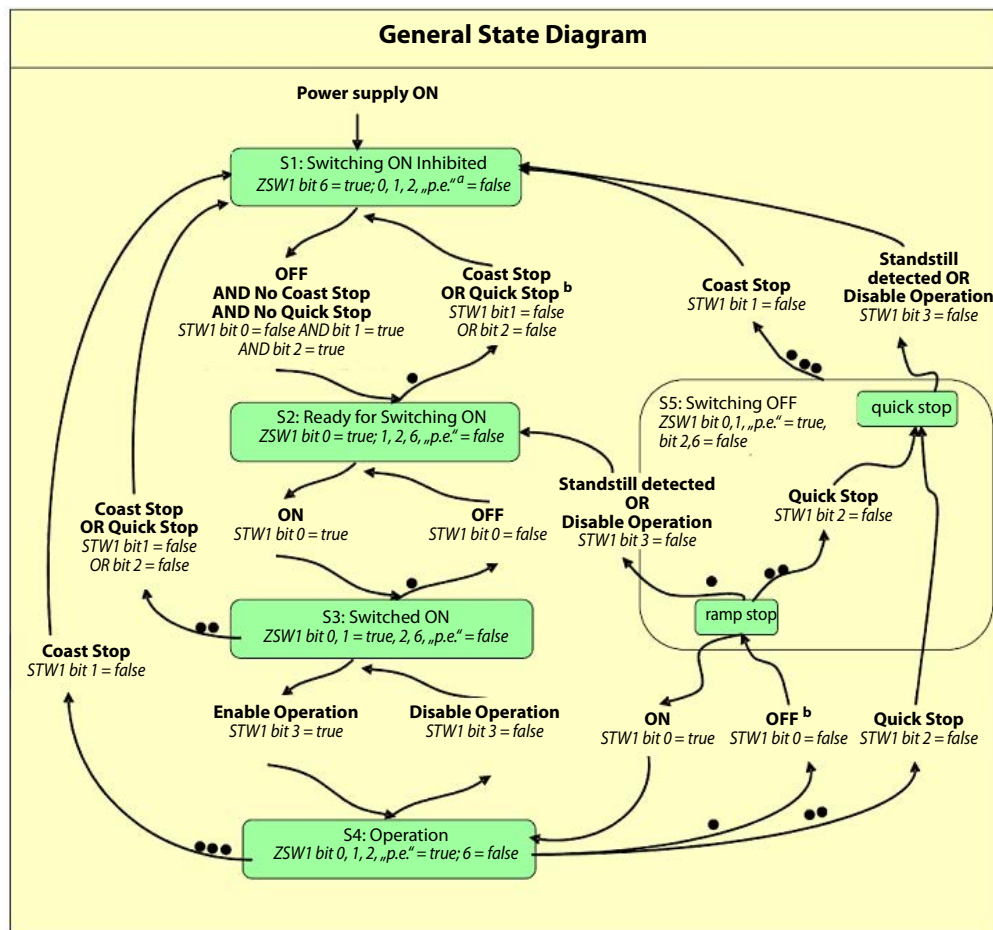 General State Diagram
Power supply ON
S1: Switching ON Inhibited
ZSW1 bit 6 = true; 0, 1, 2, „p.e.“ a = false
OFF
AND No Coast Stop
AND No Quick Stop
STW1 bit 0 = false AND bit 1 = true
AND bit 2 = true
Coast Stop
OR Quick Stop b
STW1 bit1 = false
OR bit 2 = false
Coast Stop
STW1 bit 1 = false
Standstill
detected OR
Disable Operation
STW1 bit 3 = false
S2: Ready for Switching ON
ZSW1 bit 0 = true; 1, 2, 6, „p.e.“ = false
S5: Switching OFF
ZSW1 bit 0,1, „p.e.“ = true,
bit 2,6 = false
quick stop
Coast Stop
OR Quick Stop
STW1 bit1 = false
OR bit 2 = false
ON
STW1 bit 0 = true
OFF
STW1 bit 0 = false
Standstill detected
OR
Disable Operation
STW1 bit 3 = false
Quick Stop
STW1 bit 2 = false
S3: Switched ON
ZSW1 bit 0, 1 = true, 2, 6, „p.e.“ = false
ramp stop
Coast Stop
STW1 bit 1 = false
Enable Operation
STW1 bit 3 = true
Disable Operation
STW1 bit 3 = false
ON
STW1 bit 0 = true
OFF b
STW1 bit 0 = false
Quick Stop
STW1 bit 2 = false
S4: Operation
ZSW1 bit 0, 1, 2, „p.e.“ = true; 6 = false